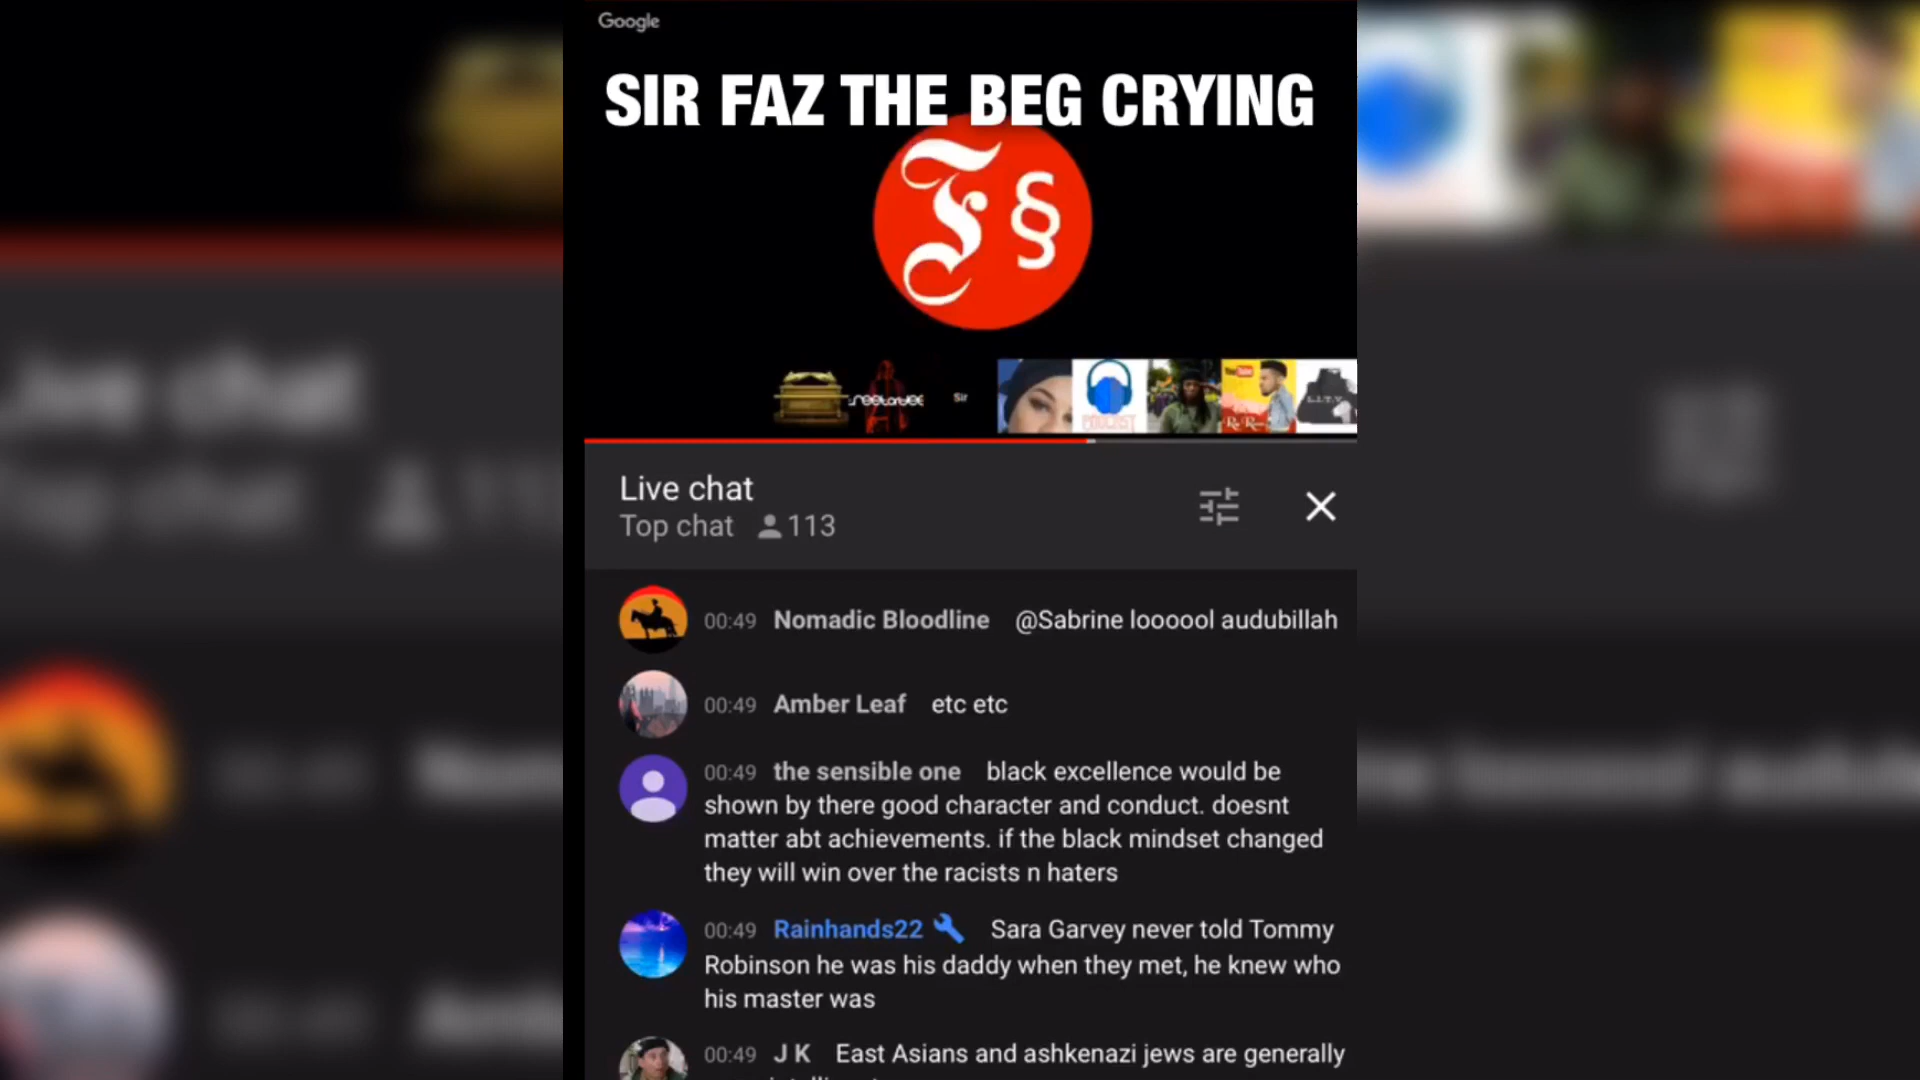 Google
SIR FAZ THE BEG CRYING
F §
Sir
YouTube
PODCAST
L.I.T.Y.
Live chat
Top chat 113
00:49 Nomadic Bloodline @Sabrine loooool audubillah
00:49 Amber Leaf etc etc
00:49 the sensible one black excellence would be
shown by there good character and conduct. doesnt
matter abt achievements. if the black mindset changed
they will win over the racists n haters
00:49 Rainhands22 Sara Garvey never told Tommy
Robinson he was his daddy when they met, he knew who
his master was
00:49 J K East Asians and ashkenazi jews are generally